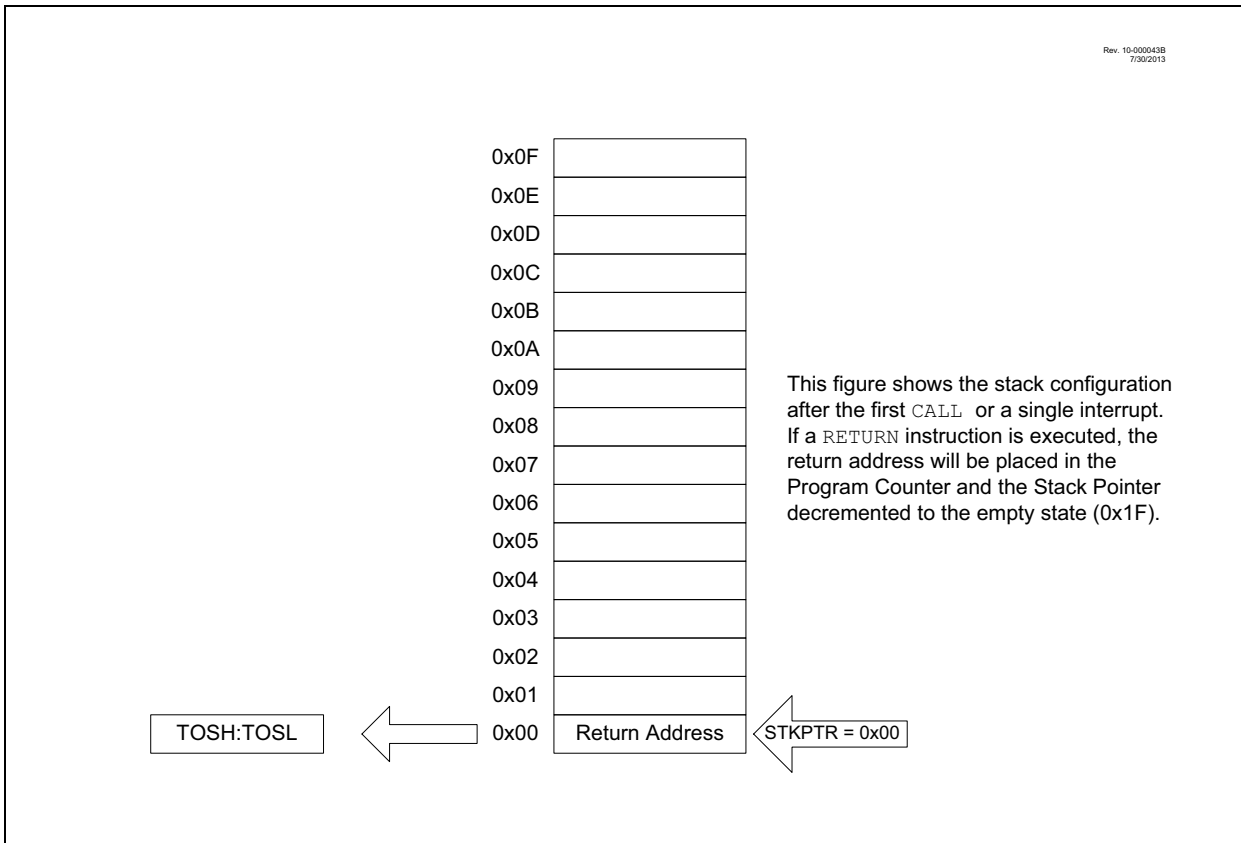 Rev. 10-000043B
7/30/2013
0x0F
0x0E
0x0D
0x0C
0x0B
0x0A
0x09
0x08
0x07
0x06
0x05
0x04
0x03
0x02
0x01
This figure shows the stack configuration
after the first CALL or a single interrupt.
If a RETURN instruction is executed, the
return address will be placed in the
Program Counter and the Stack Pointer
decremented to the empty state (0x1F).
TOSH:TOSL
0x00
Return Address
STKPTR = 0x00